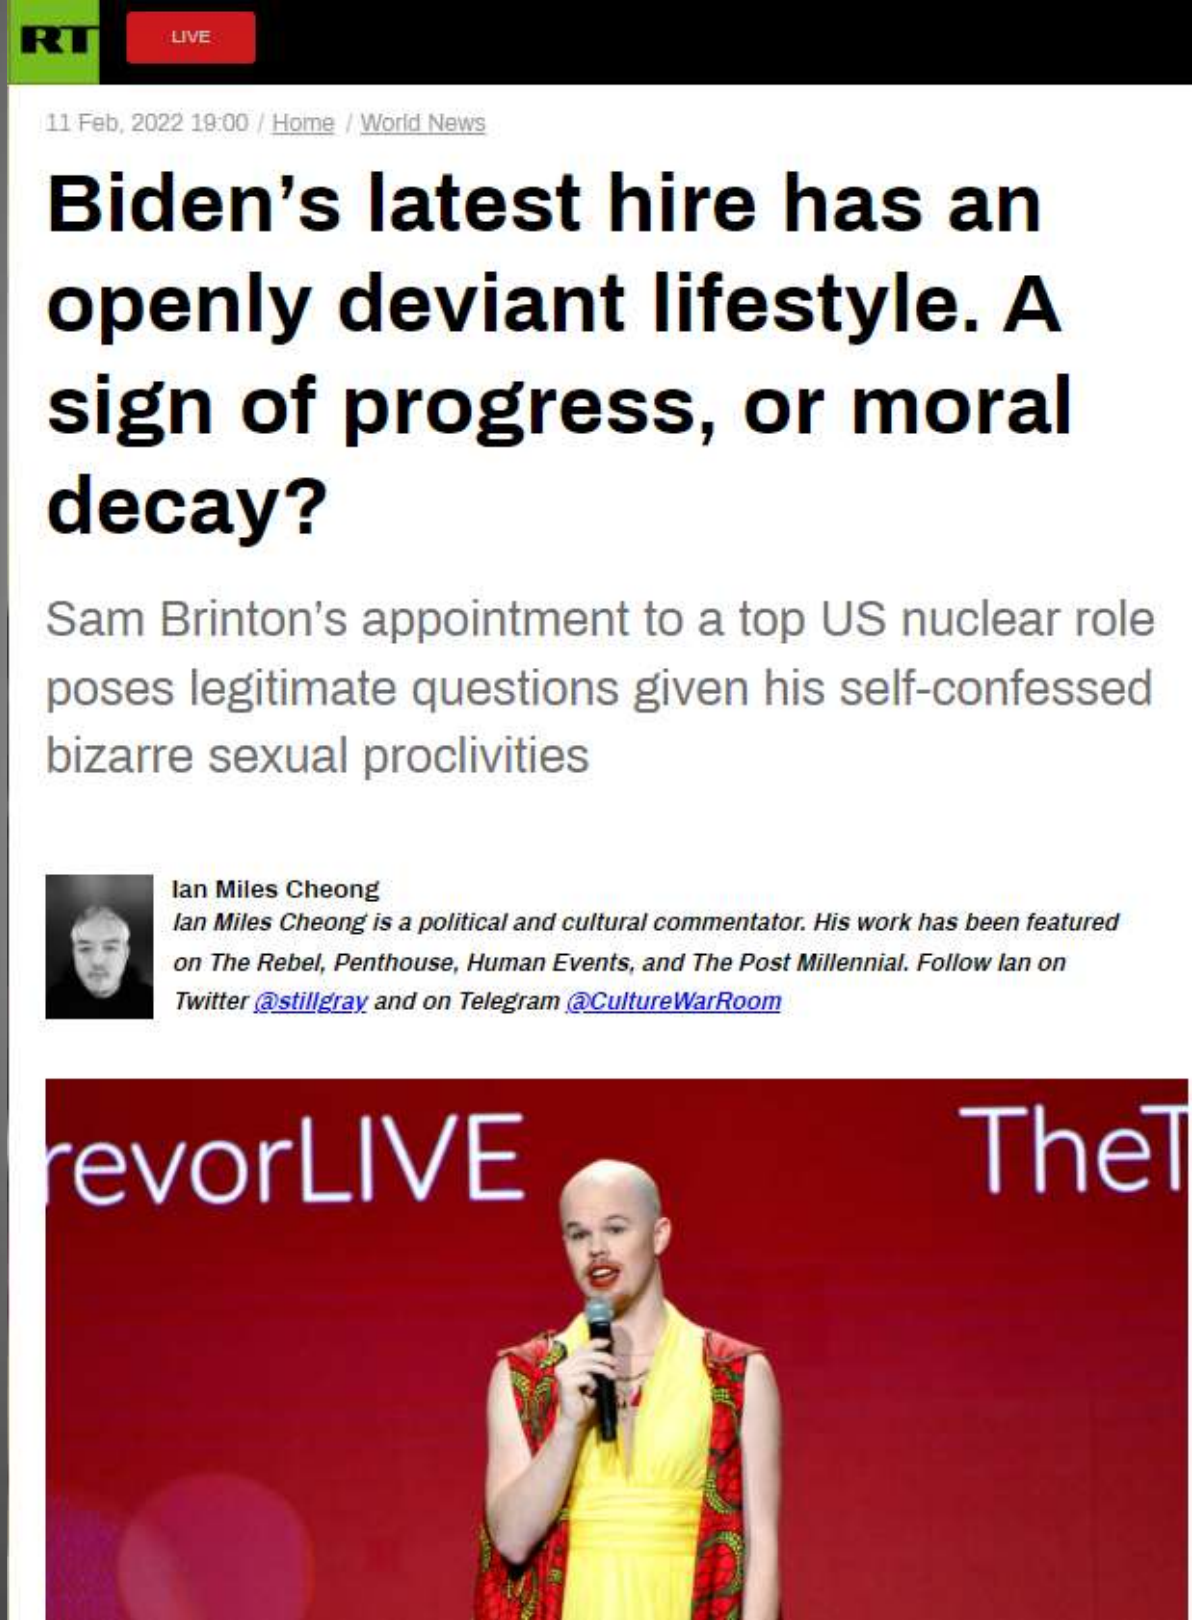 RT
LIVE
11 Feb, 2022 19:00 / Home / World News
Biden’s latest hire has an
openly deviant lifestyle. A
sign of progress, or moral
decay?
Sam Brinton’s appointment to a top US nuclear role
poses legitimate questions given his self-confessed
bizarre sexual proclivities
Ian Miles Cheong
Ian Miles Cheong is a political and cultural commentator. His work has been featured
on The Rebel, Penthouse, Human Events, and The Post Millennial. Follow Ian on
Twitter @stillgray and on Telegram @CultureWarRoom
revorLIVE
TheT